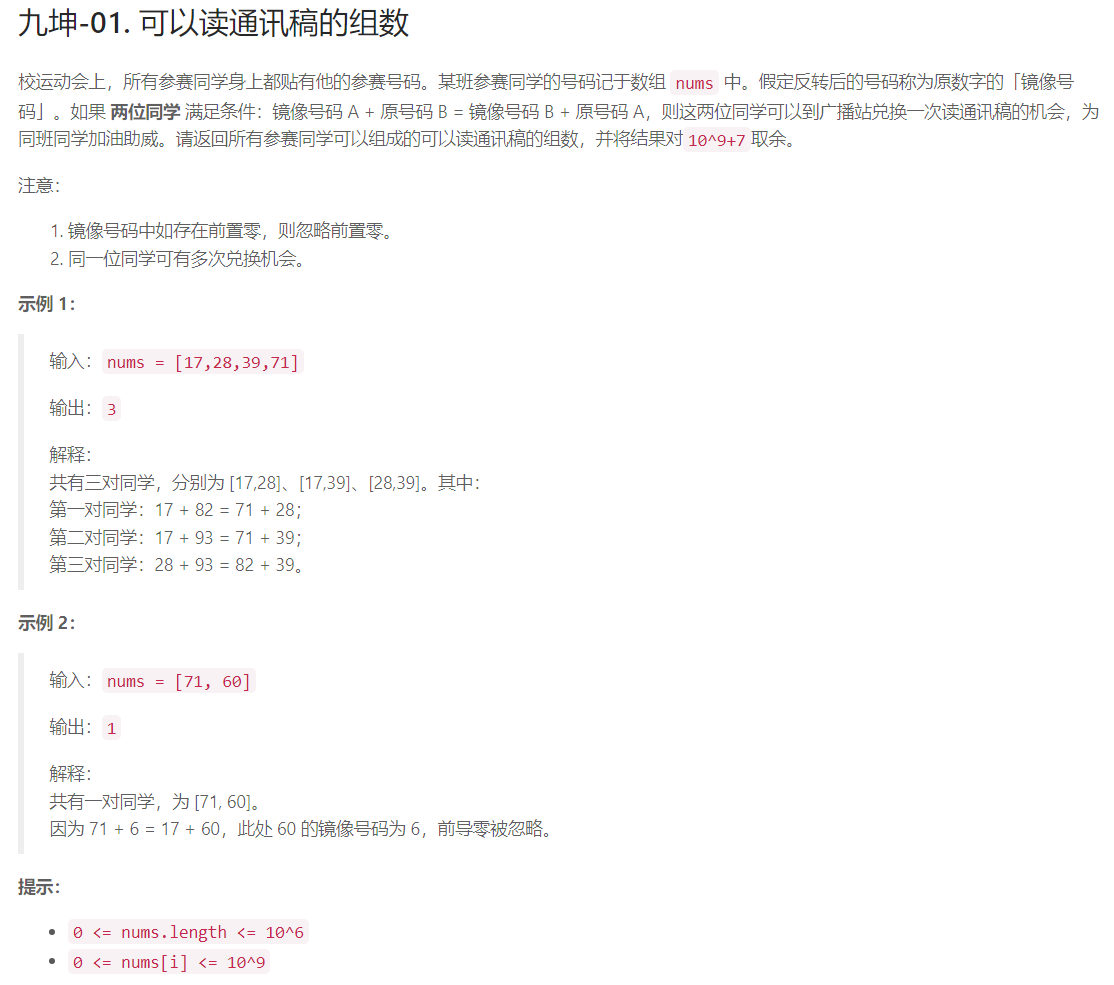 九坤-01. 可以读通讯稿的组数
校运动会上，所有参赛同学身上都贴有他的参赛号码。某班参赛同学的号码记于数组 nums 中。假定反转后的号码称为原数字的「镜像号
码」。如果 两位同学 满足条件：镜像号码 A + 原号码 B = 镜像号码 B + 原号码 A，则这两位同学可以到广播站兑换一次读通讯稿的机会，为
同班同学加油助威。请返回所有参赛同学可以组成的可以读通讯稿的组数，并将结果对 10^9+7 取余。
注意：
1. 镜像号码中如存在前置零，则忽略前置零。
2. 同一位同学可有多次兑换机会。
示例 1：
输入：nums = [17,28,39,71]
输出：3
解释：
共有三对同学，分别为 [17,28]、[17,39]、[28,39]。其中：
第一对同学：17 + 82 = 71 + 28；
第二对同学：17 + 93 = 71 + 39；
第三对同学：28 + 93 = 82 + 39。
示例 2：
输入：nums = [71, 60]
输出：1
解释：
共有一对同学，为 [71, 60]。
因为 71 + 6 = 17 + 60，此处 60 的镜像号码为 6，前导零被忽略。
提示：
• 0 <= nums.length <= 10^6
• 0 <= nums[i] <= 10^9